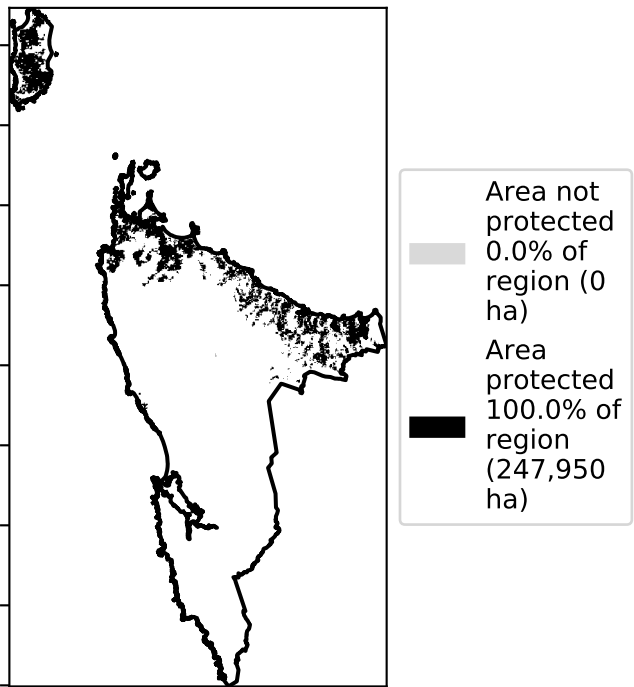 Area not
protected
0.0% of
region (0
ha)
Area
protected
100.0% of
region
(247,950
ha)